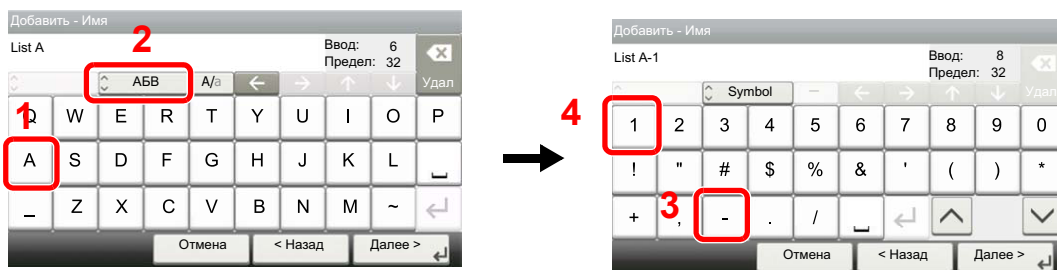 Добавить - Имя
2
List A
Ввод: 6
Предел: 32
АБВ A/a Удал
1
Q W E R T Y U I O P
A S D F G H J K L
_ Z X C V B N M ~
Отмена < Назад Далее >
Добавить - Имя
List A-1
Ввод: 8
Предел: 32
Symbol Удал
4
1 2 3 4 5 6 7 8 9 0
! " # $ % & ' ( ) *
3
+ , - . /
Отмена < Назад Далее >